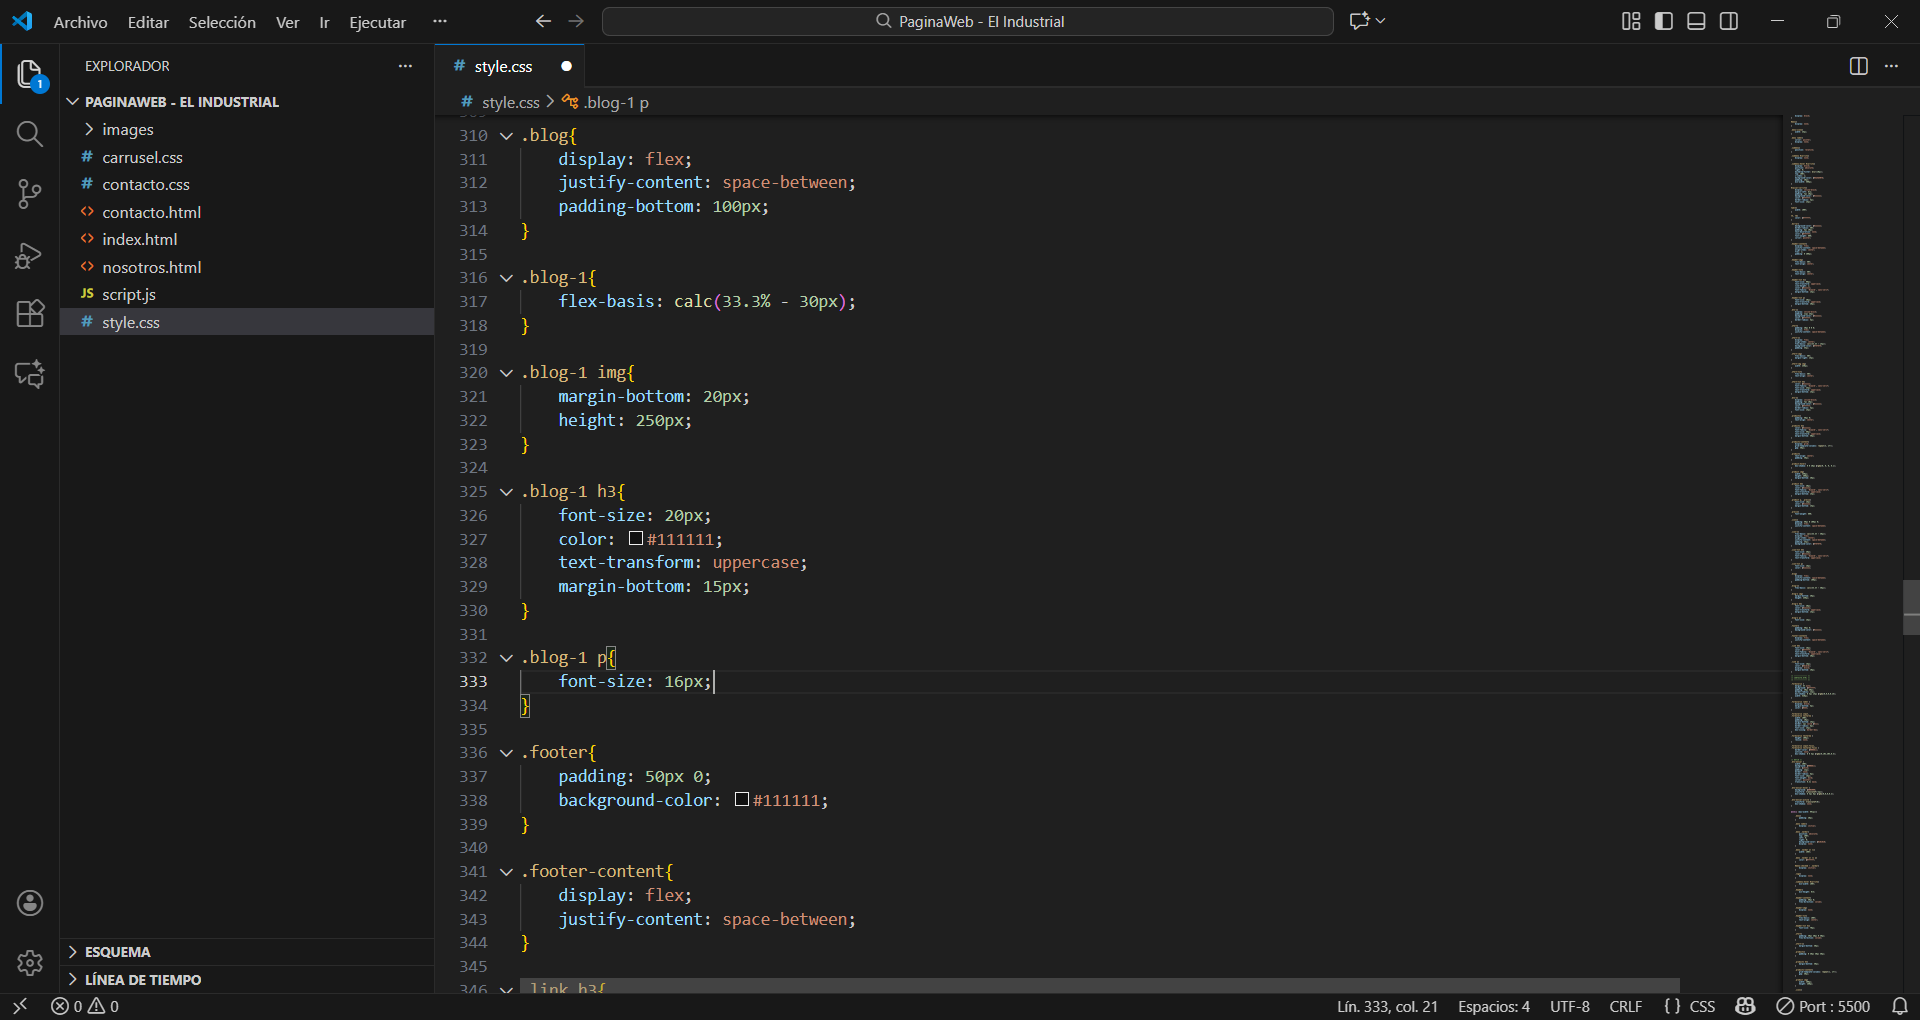 Archivo Editar Selección Ver Ir Ejecutar ···
PaginaWeb - El Industrial
EXPLORADOR ···
1
PAGINAWEB - EL INDUSTRIAL
images
# carrusel.css
# contacto.css
<> contacto.html
<> index.html
<> nosotros.html
JS script.js
# style.css
ESQUEMA
LÍNEA DE TIEMPO
# style.css
# style.css > .blog-1 p
310 .blog{
311 display: flex;
312 justify-content: space-between;
313 padding-bottom: 100px;
314 }
315
316 .blog-1{
317 flex-basis: calc(33.3% - 30px);
318 }
319
320 .blog-1 img{
321 margin-bottom: 20px;
322 height: 250px;
323 }
324
325 .blog-1 h3{
326 font-size: 20px;
327 color: #111111;
328 text-transform: uppercase;
329 margin-bottom: 15px;
330 }
331
332 .blog-1 p{
333 font-size: 16px;
334 }
335
336 .footer{
337 padding: 50px 0;
338 background-color: #111111;
339 }
340
341 .footer-content{
342 display: flex;
343 justify-content: space-between;
344 }
345
346 .link h3{
0 0 Lín. 333, col. 21 Espacios: 4 UTF-8 CRLF {} CSS Port : 5500